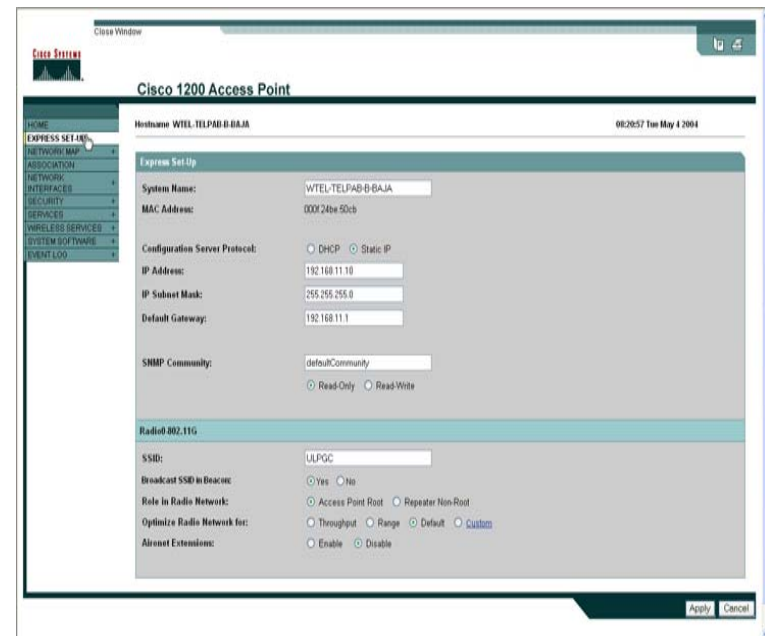 Close Window
CISCO SYSTEMS
Cisco 1200 Access Point
HOME
EXPRESS SET-UP
NETWORK MAP +
ASSOCIATION
NETWORK
INTERFACES +
SECURITY +
SERVICES +
WIRELESS SERVICES +
SYSTEM SOFTWARE +
EVENT LOG +
Hostname WTEL-TELPAB-B-BAJA
08:20:57 Tue May 4 2004
Express Set-Up
System Name: WTEL-TELPAB-B-BAJA
MAC Address: 000f.24be.50cb
Configuration Server Protocol: DHCP Static IP
IP Address: 192.168.11.10
IP Subnet Mask: 255.255.255.0
Default Gateway: 192.168.11.1
SNMP Community: defaultCommunity
Read-Only Read-Write
Radio0-802.11G
SSID: ULPGC
Broadcast SSID in Beacon: Yes No
Role in Radio Network: Access Point Root Repeater Non-Root
Optimize Radio Network for: Throughput Range Default Custom
Aironet Extensions: Enable Disable
Apply Cancel